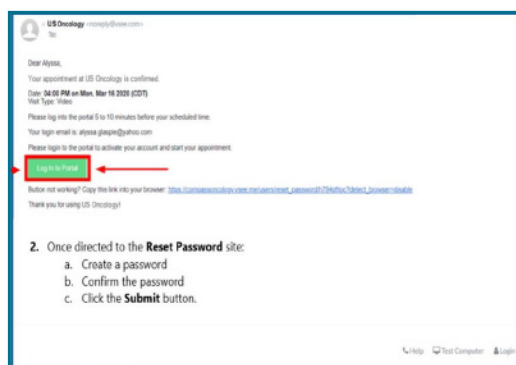 US Oncology <noreply@vsee.com>
To:
Dear Alyssa,
Your appointment at US Oncology is confirmed.
Date: 04:00 PM on Mon. Mar 16 2020 (CDT)
Visit Type: Video
Please log into the portal 5 to 10 minutes before your scheduled time.
Your login email is: alyssa.glaspie@yahoo.com
Please login to the portal to activate your account and start your appointment.
Log In to Portal
Button not working? Copy this link into your browser:
Thank you for using US Oncology!
2. Once directed to the Reset Password site:
a. Create a password
b. Confirm the password
c. Click the Submit button.
Help Test Computer Login